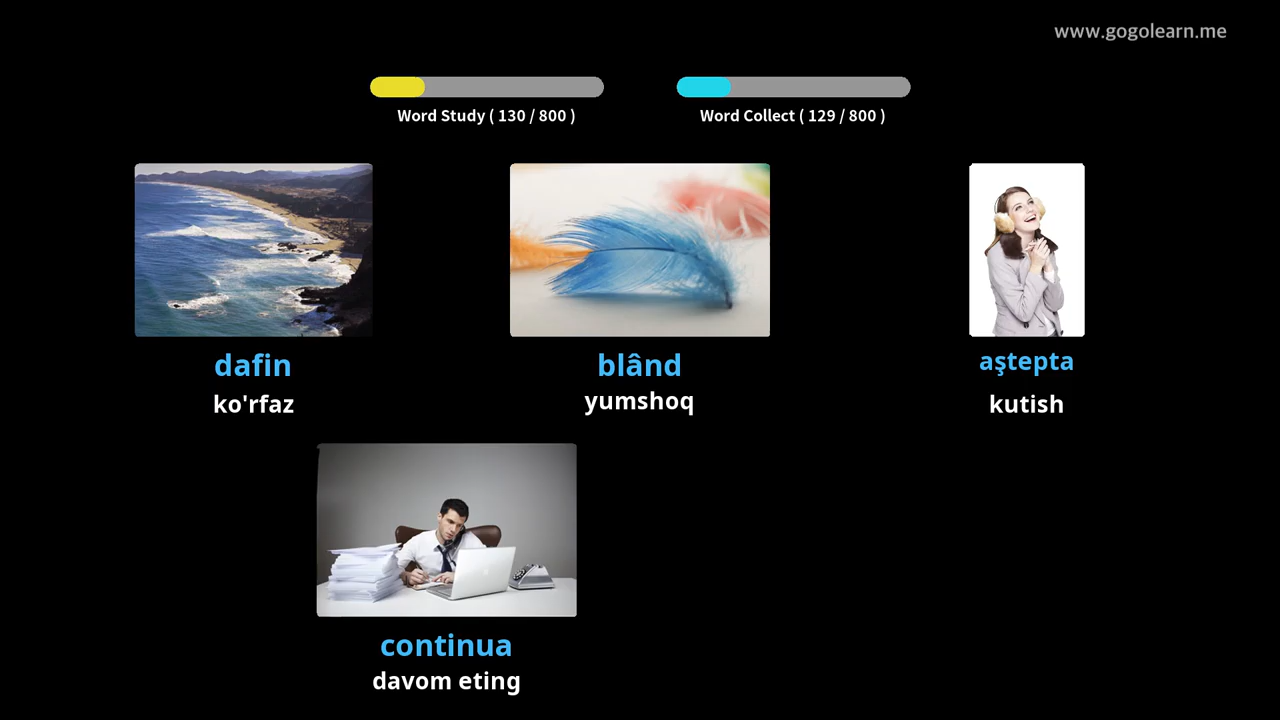 www.gogolearn.me
Word Study ( 130 / 800 )
Word Collect ( 129 / 800 )
dafin
ko'rfaz
blând
yumshoq
aştepta
kutish
continua
davom eting